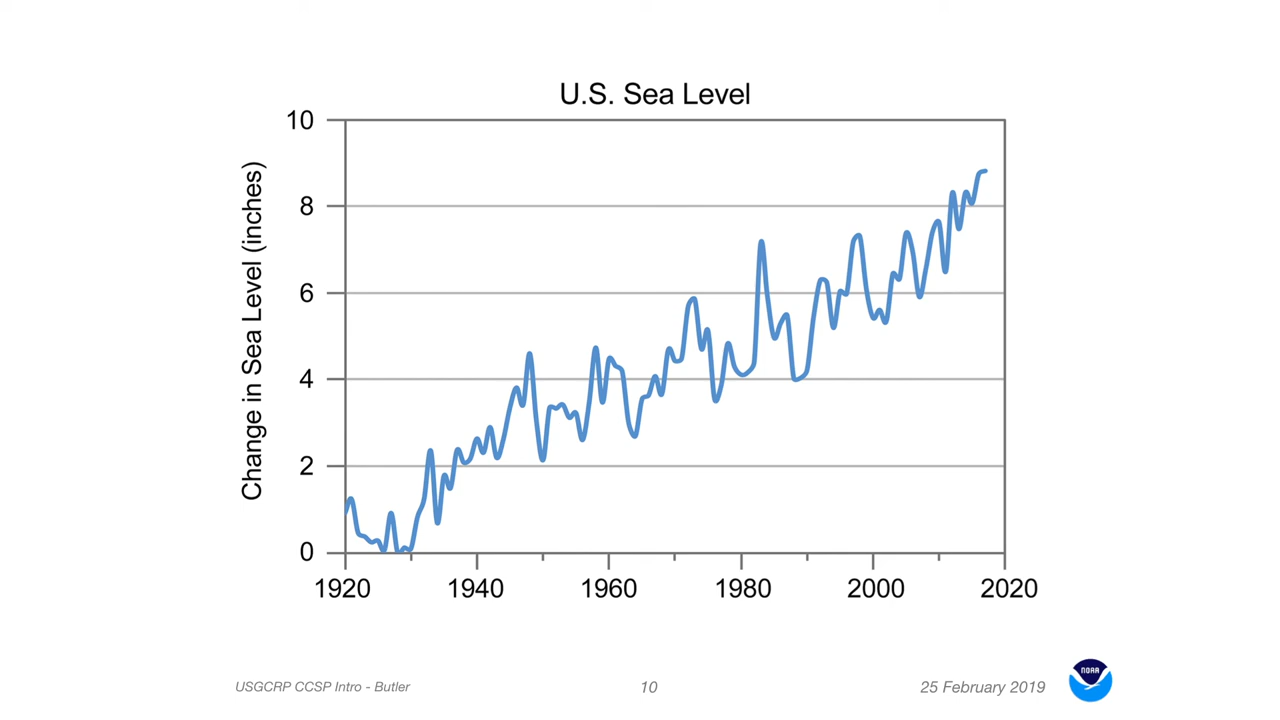 U.S. Sea Level
Change in Sea Level (inches)
10
8
6
4
2
0
1920 1940 1960 1980 2000 2020
USGCRP CCSP Intro - Butler 10 25 February 2019
NOAA